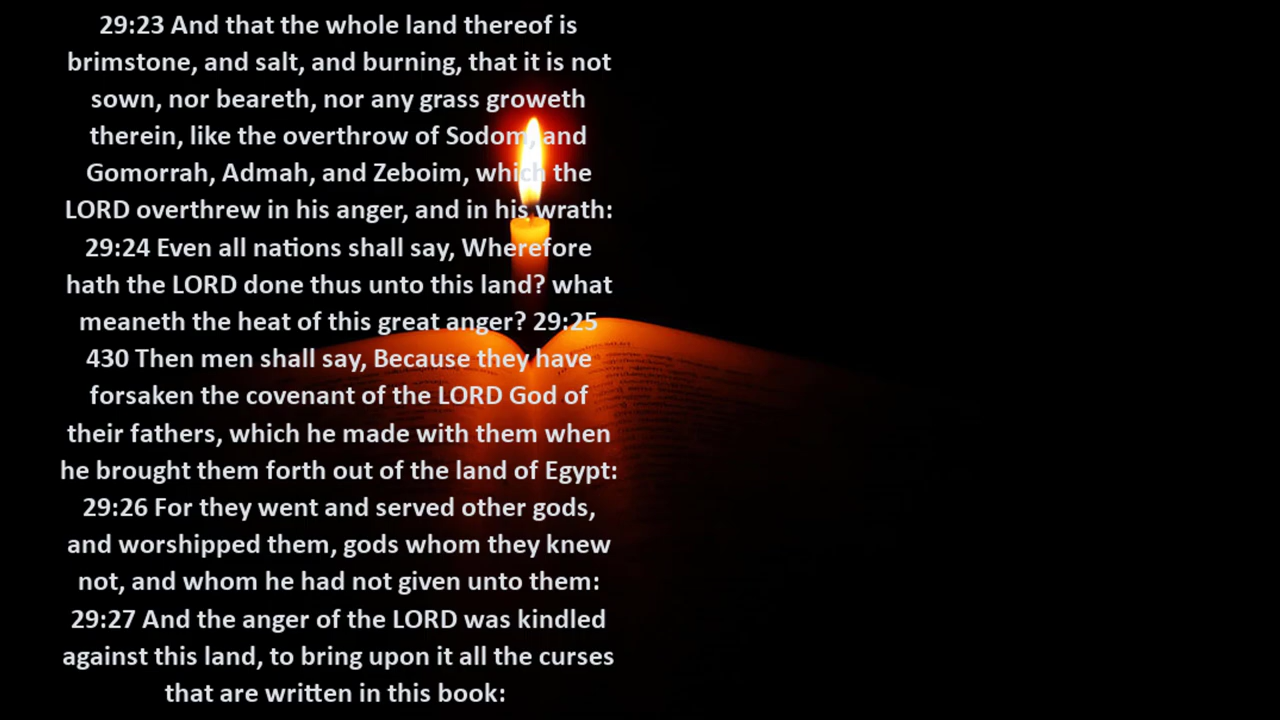 29:23 And that the whole land thereof is
brimstone, and salt, and burning, that it is not
sown, nor beareth, nor any grass groweth
therein, like the overthrow of Sodom, and
Gomorrah, Admah, and Zeboim, which the
LORD overthrew in his anger, and in his wrath:
29:24 Even all nations shall say, Wherefore
hath the LORD done thus unto this land? what
meaneth the heat of this great anger? 29:25
430 Then men shall say, Because they have
forsaken the covenant of the LORD God of
their fathers, which he made with them when
he brought them forth out of the land of Egypt:
29:26 For they went and served other gods,
and worshipped them, gods whom they knew
not, and whom he had not given unto them:
29:27 And the anger of the LORD was kindled
against this land, to bring upon it all the curses
that are written in this book: